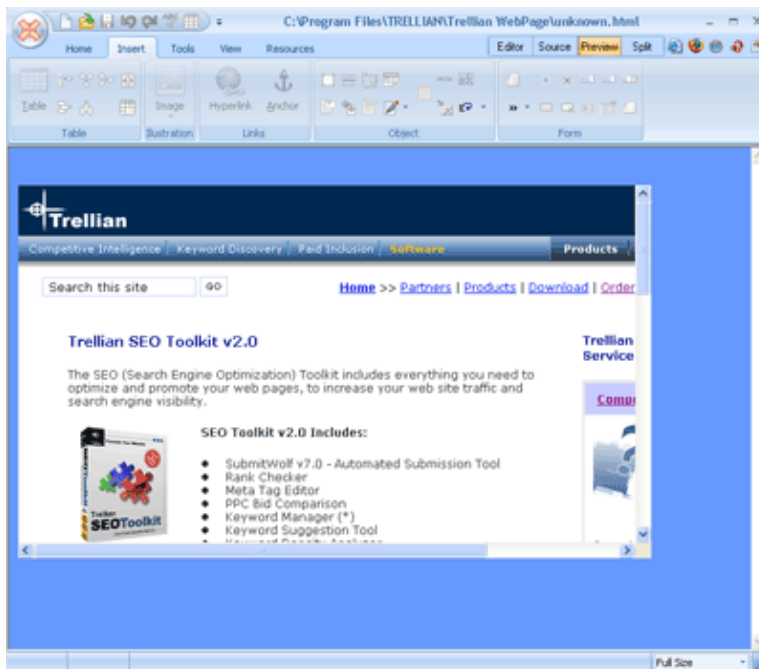 C:\Program Files\TRELLIAN\Trellian WebPage\unknown.html
Home Insert Tools View Resources Editor Source Preview Split
Table Image Hyperlink Anchor
Table Illustration Links Object Form
Trellian
Competitive Intelligence Keyword Discovery Paid Inclusion Software Products
Search this site GO Home >> Partners | Products | Download | Order
Trellian SEO Toolkit v2.0 Trellian
Service
The SEO (Search Engine Optimization) Toolkit includes everything you need to
optimize and promote your web pages, to increase your web site traffic and
search engine visibility.
SEO Toolkit v2.0 Includes:
SubmitWolf v7.0 - Automated Submission Tool
Rank Checker
Meta Tag Editor
PPC Bid Comparison
Keyword Manager (*)
Keyword Suggestion Tool
Keyword Density Analyzer
Trellian
SEOToolkit
Full Size